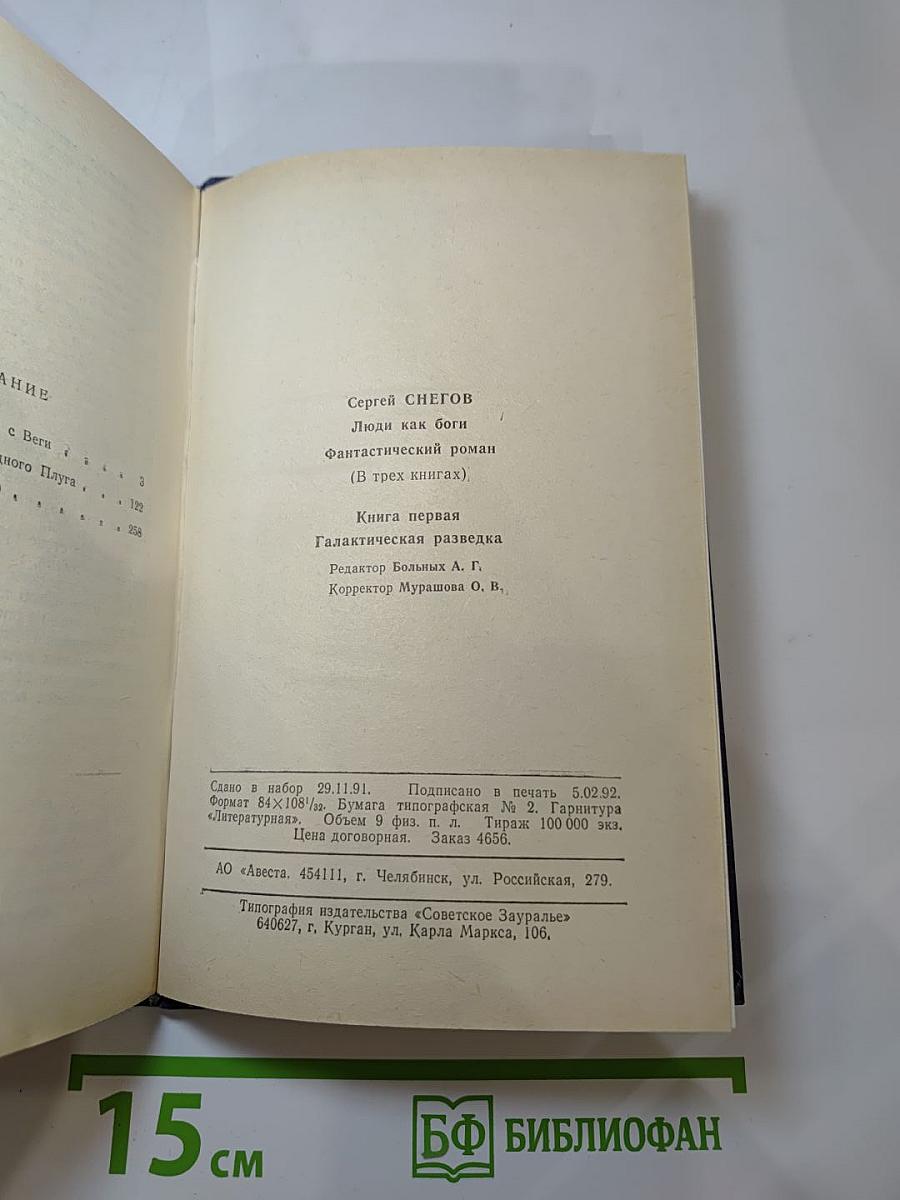 АНИЕ
с Веги . . . . 3
дного Плуга . . . 122
. . . . . . 258
Сергей СНЕГОВ
Люди как боги
Фантастический роман
(В трех книгах)
Книга первая
Галактическая разведка
Редактор Больных А. Г.
Корректор Мурашова О. В.
Сдано в набор 29.11.91. Подписано в печать 5.02.92.
Формат 84×108¹/₃₂. Бумага типографская № 2. Гарнитура
«Литературная». Объем 9 физ. п. л. Тираж 100 000 экз.
Цена договорная. Заказ 4656.
АО «Авеста. 454111, г. Челябинск, ул. Российская, 279.
Типография издательства «Советское Зауралье»
640627, г. Курган, ул. Карла Маркса, 106.
15 см
БФ БИБЛИОФАН